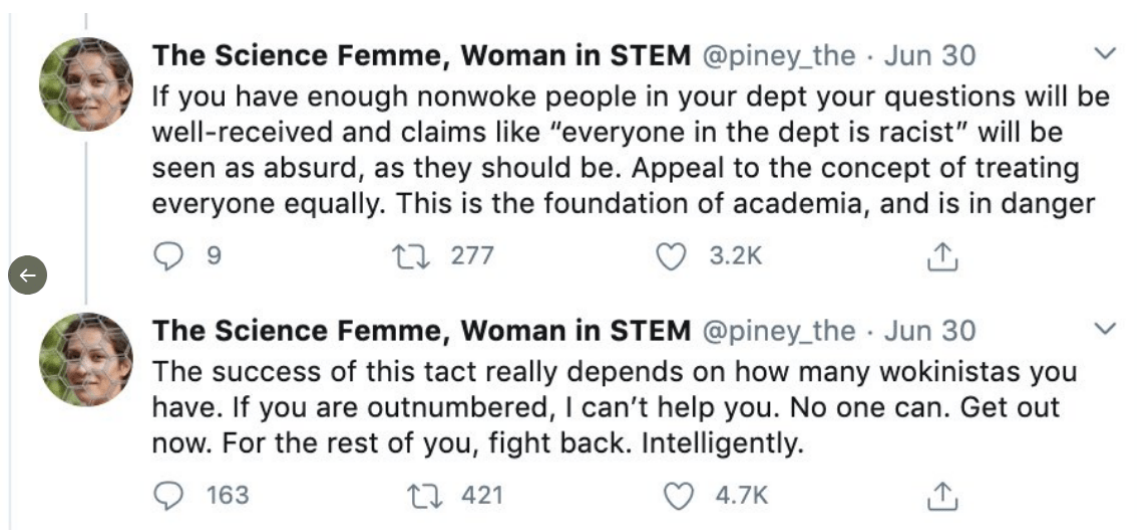 The Science Femme, Woman in STEM @piney_the · Jun 30
If you have enough nonwoke people in your dept your questions will be
well-received and claims like “everyone in the dept is racist” will be
seen as absurd, as they should be. Appeal to the concept of treating
everyone equally. This is the foundation of academia, and is in danger
9 277 3.2K
The Science Femme, Woman in STEM @piney_the · Jun 30
The success of this tact really depends on how many wokinistas you
have. If you are outnumbered, I can’t help you. No one can. Get out
now. For the rest of you, fight back. Intelligently.
163 421 4.7K